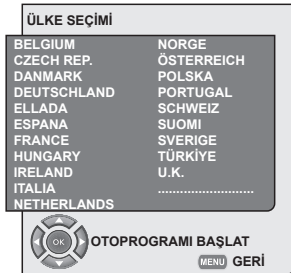 ÜLKE SEÇİMİ
BELGIUM NORGE
CZECH REP. ÖSTERREICH
DANMARK POLSKA
DEUTSCHLAND PORTUGAL
ELLADA SCHWEIZ
ESPANA SUOMI
FRANCE SVERIGE
HUNGARY TÜRKİYE
IRELAND U.K.
ITALIA .........................
NETHERLANDS
OK OTOPROGRAMI BAŞLAT
MENU GERİ